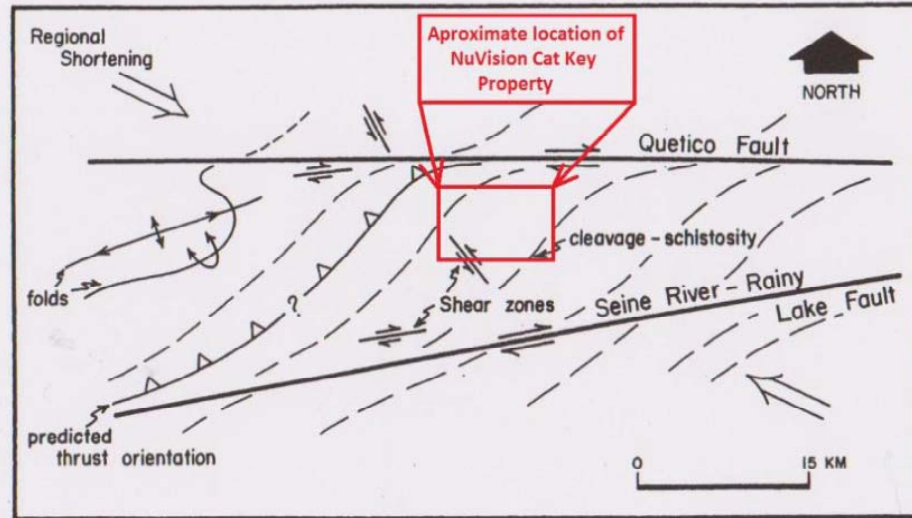 Regional
Shortening
Aproximate location of
NuVision Cat Key
Property
NORTH
Quetico Fault
cleavage-schistosity
folds
?
Shear zones
Seine River-Rainy
Lake Fault
predicted
thrust orientation
0 15 KM